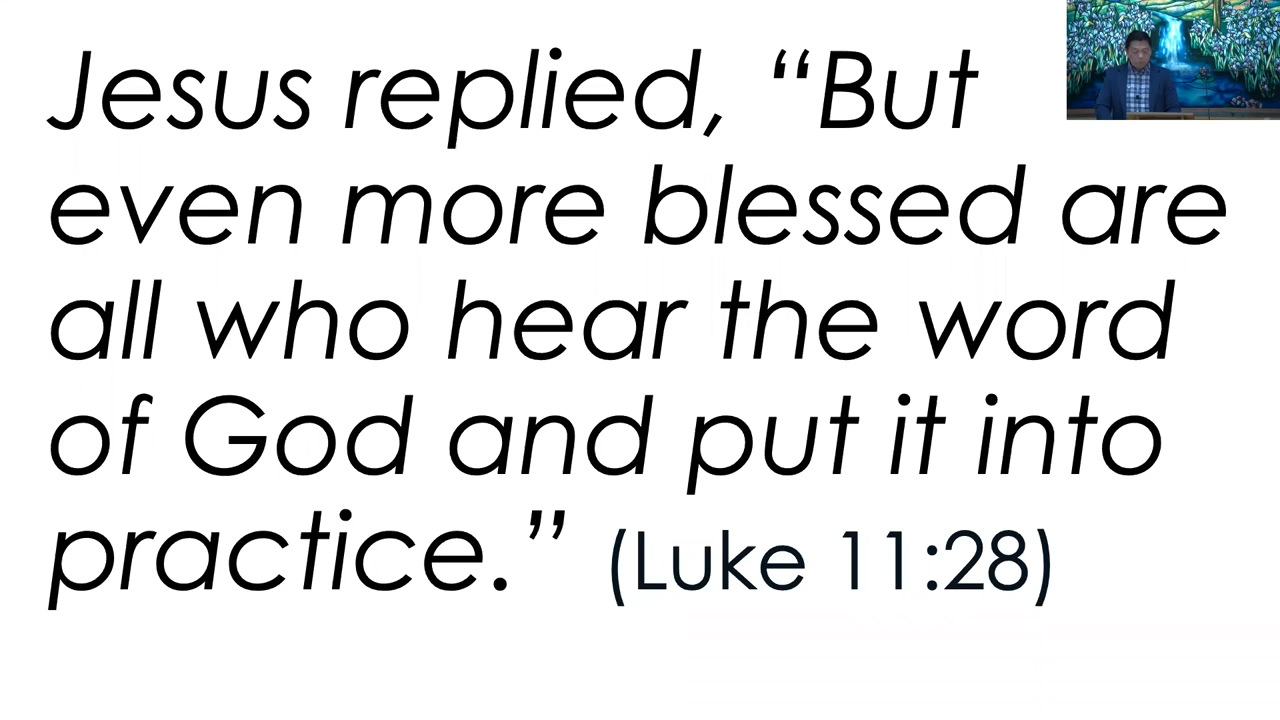 Jesus replied, “But
even more blessed are
all who hear the word
of God and put it into
practice.” (Luke 11:28)